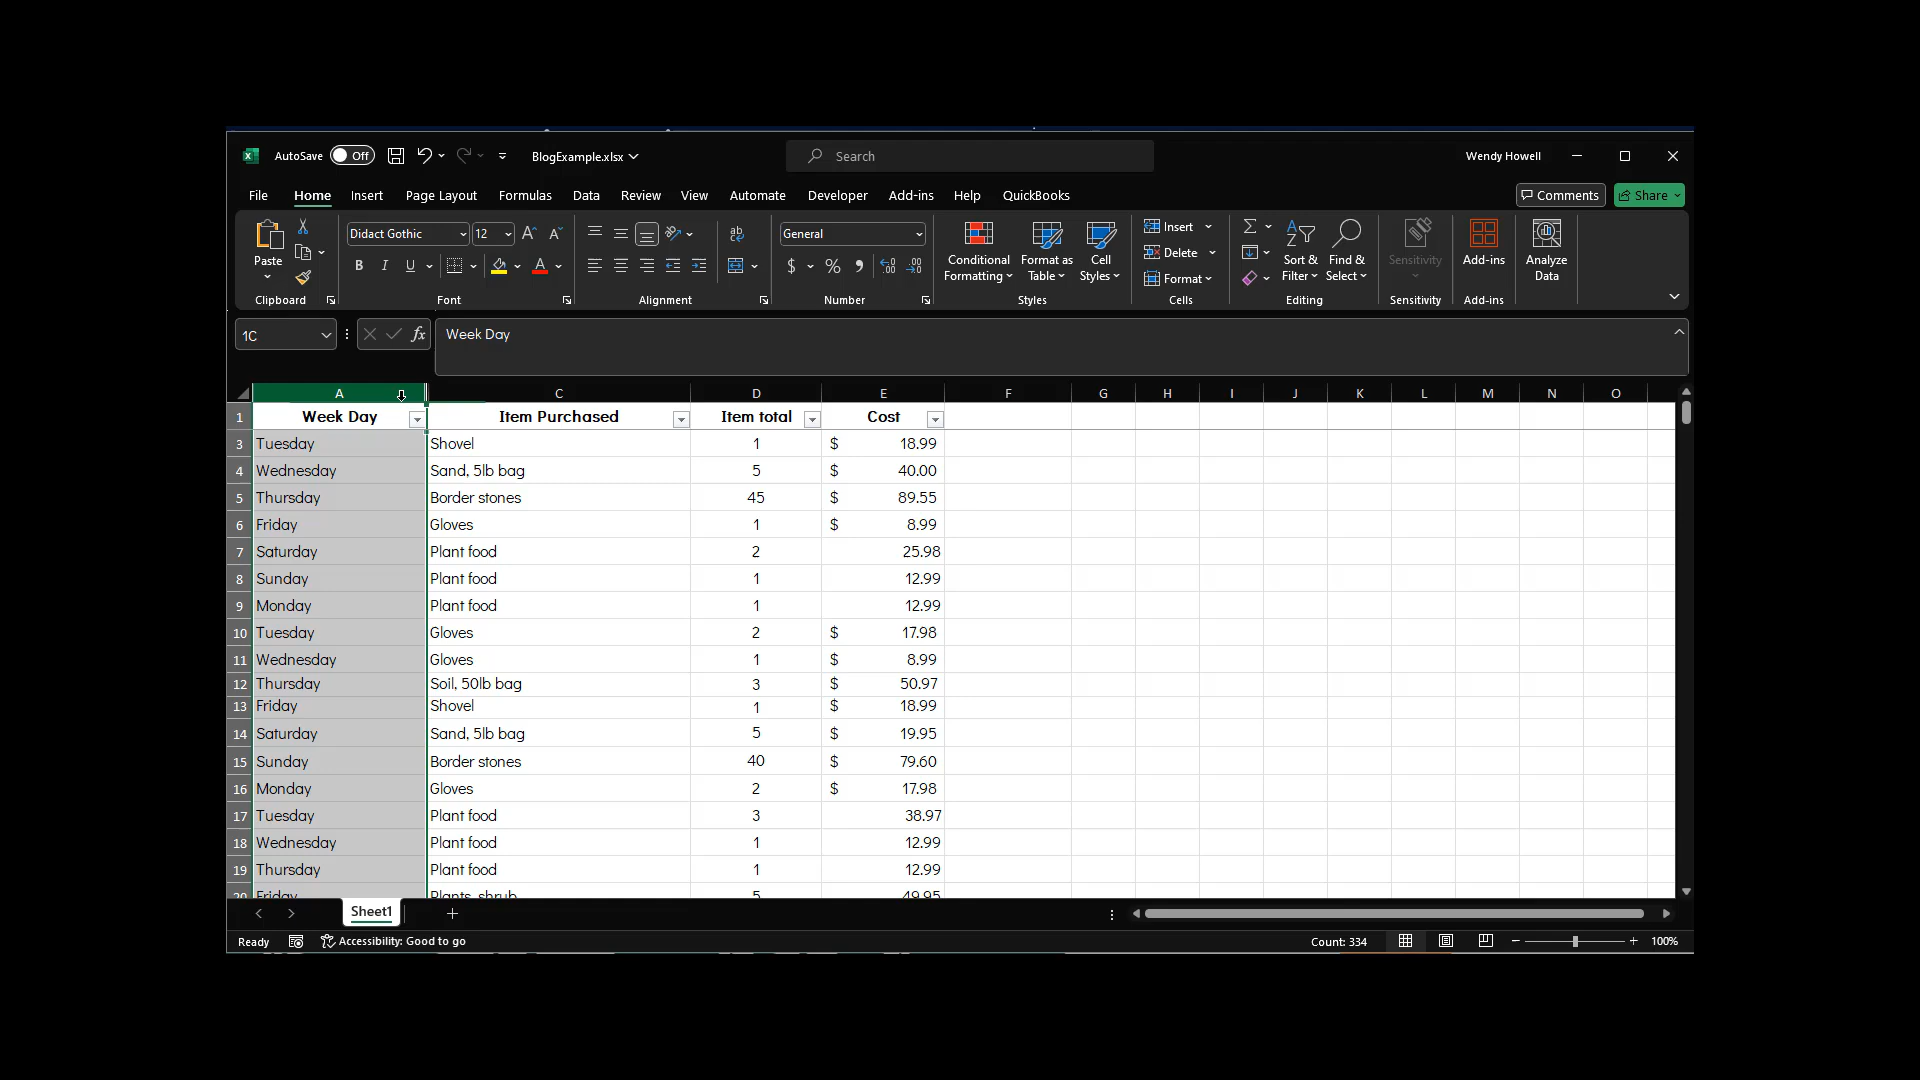 AutoSave Off BlogExample.xlsx Search Wendy Howell
File Home Insert Page Layout Formulas Data Review View Automate Developer Add-ins Help QuickBooks Comments Share
Paste
Didact Gothic 12 A A
B I U A
ab
General
$ % 9
Conditional Formatting
Format as Table
Cell Styles
Insert
Delete
Format
Sort & Filter
Find & Select
Sensitivity
Add-ins
Analyze Data
Clipboard Font Alignment Number Styles Cells Editing Sensitivity Add-ins
1C fx Week Day
A C D E F G H I J K L M N O
1 Week Day Item Purchased Item total Cost
3 Tuesday Shovel 1 $ 18.99
4 Wednesday Sand, 5lb bag 5 $ 40.00
5 Thursday Border stones 45 $ 89.55
6 Friday Gloves 1 $ 8.99
7 Saturday Plant food 2 25.98
8 Sunday Plant food 1 12.99
9 Monday Plant food 1 12.99
10 Tuesday Gloves 2 $ 17.98
11 Wednesday Gloves 1 $ 8.99
12 Thursday Soil, 50lb bag 3 $ 50.97
13 Friday Shovel 1 $ 18.99
14 Saturday Sand, 5lb bag 5 $ 19.95
15 Sunday Border stones 40 $ 79.60
16 Monday Gloves 2 $ 17.98
17 Tuesday Plant food 3 38.97
18 Wednesday Plant food 1 12.99
19 Thursday Plant food 1 12.99
20 Friday Plants, shrub 5 49.95
Sheet1
Ready Accessibility: Good to go Count: 334 100%